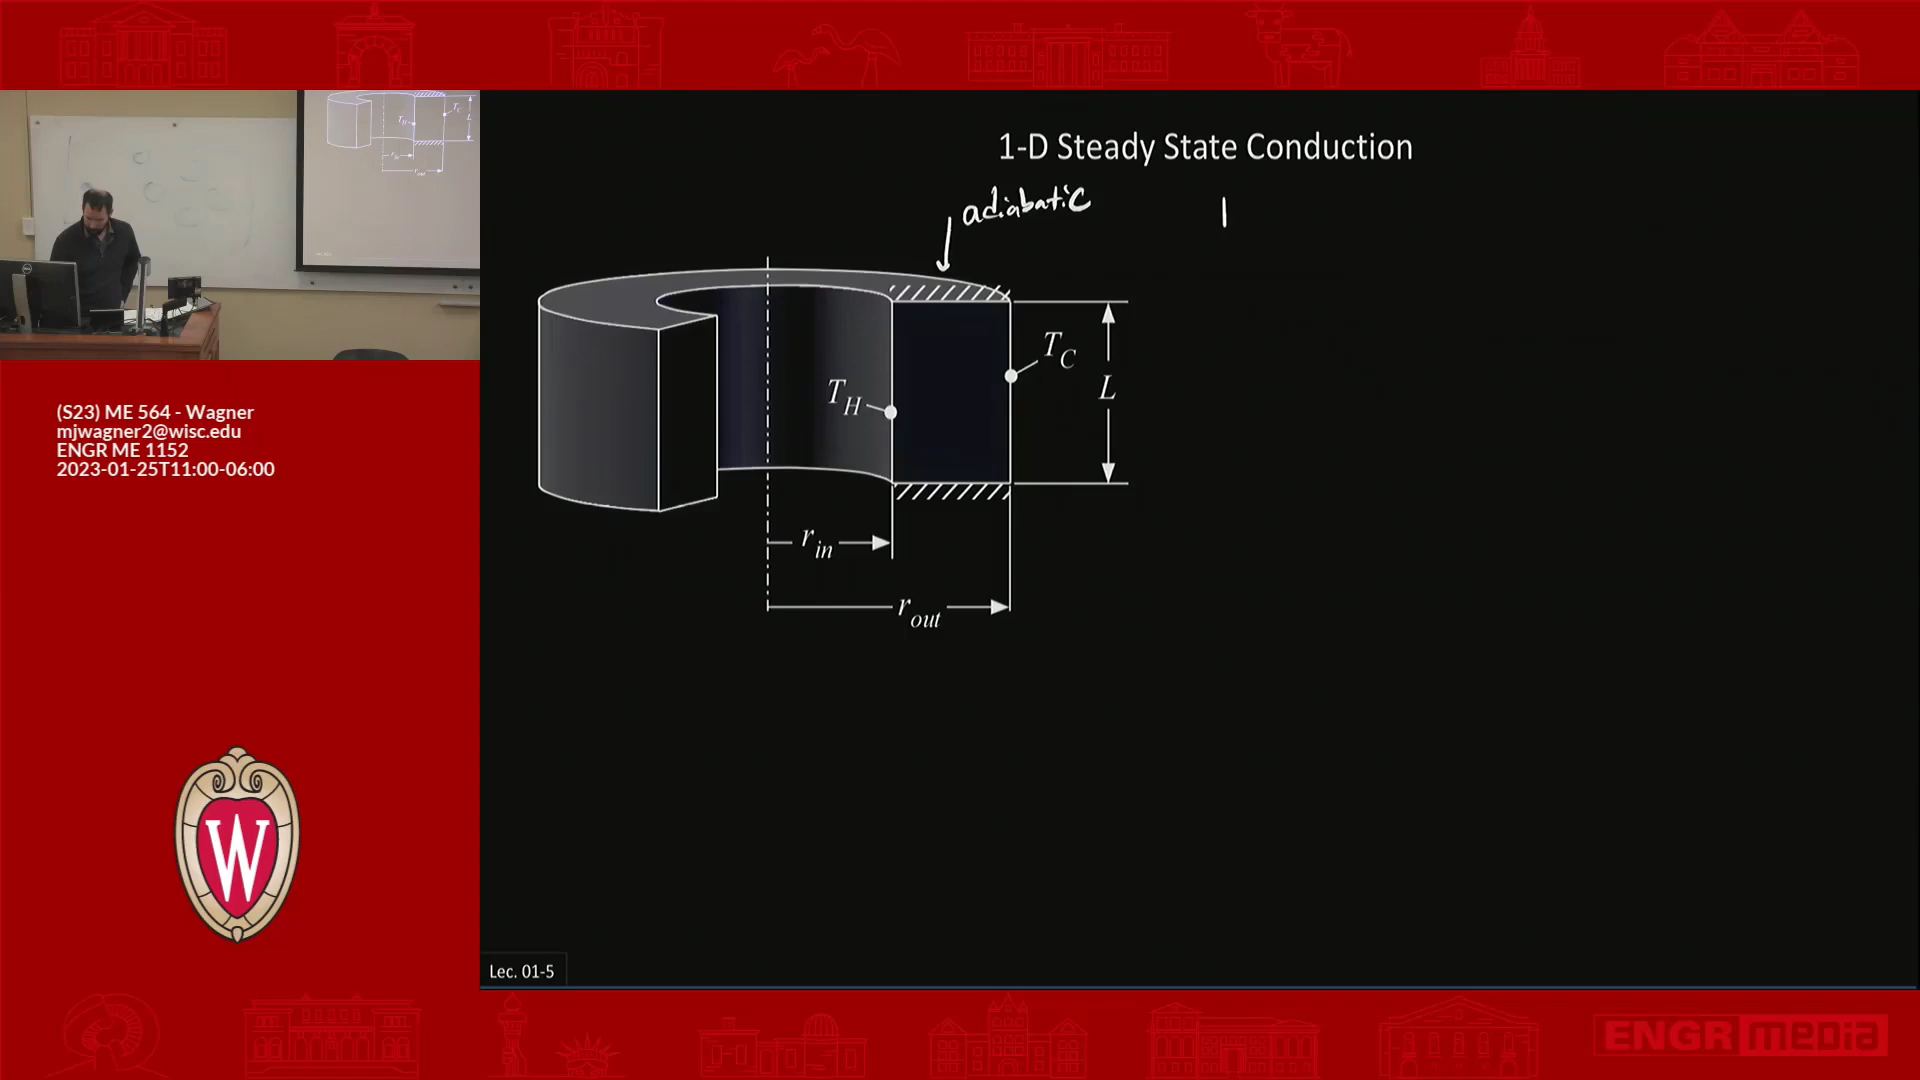 1-D Steady State Conduction
adiabatic
T_C
T_H
L
r_in
r_out
Lec. 01-5
(S23) ME 564 - Wagner
mjwagner2@wisc.edu
ENGR ME 1152
2023-01-25T11:00-06:00
W
ENGR media